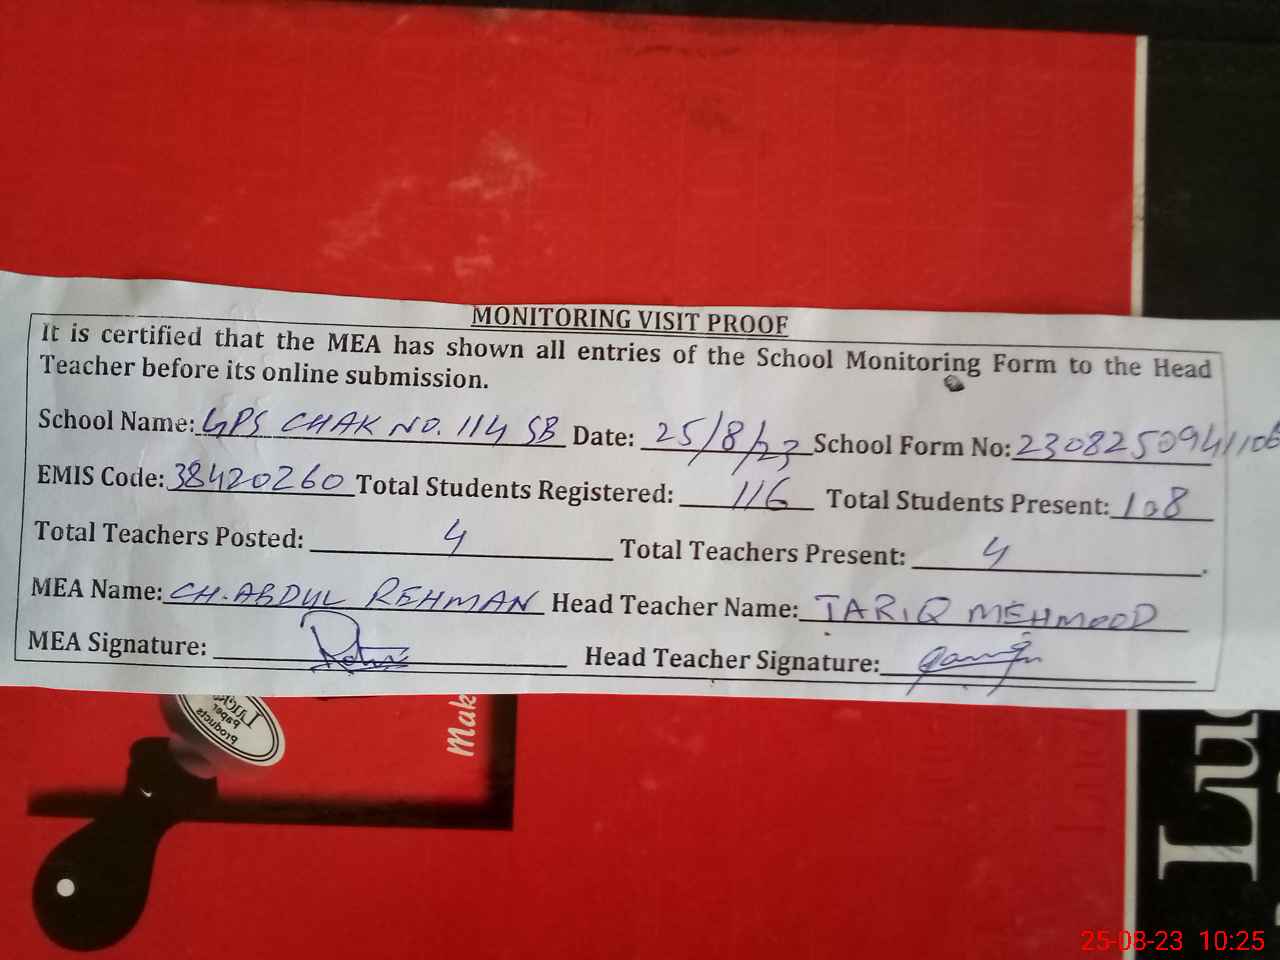 MONITORING VISIT PROOF
It is certified that the MEA has shown all entries of the School Monitoring Form to the Head
Teacher before its online submission.
School Name: GPS CHAK NO. 114 SB Date: 25/8/23 School Form No: 2308250941106
EMIS Code: 38420260 Total Students Registered: 116 Total Students Present: 108
Total Teachers Posted: 4 Total Teachers Present: 4.
MEA Name: CH. ABDUL REHMAN Head Teacher Name: TARIQ MEHMOOD
MEA Signature: Head Teacher Signature:
Paper
Products
Mak
25-08-23 10:25